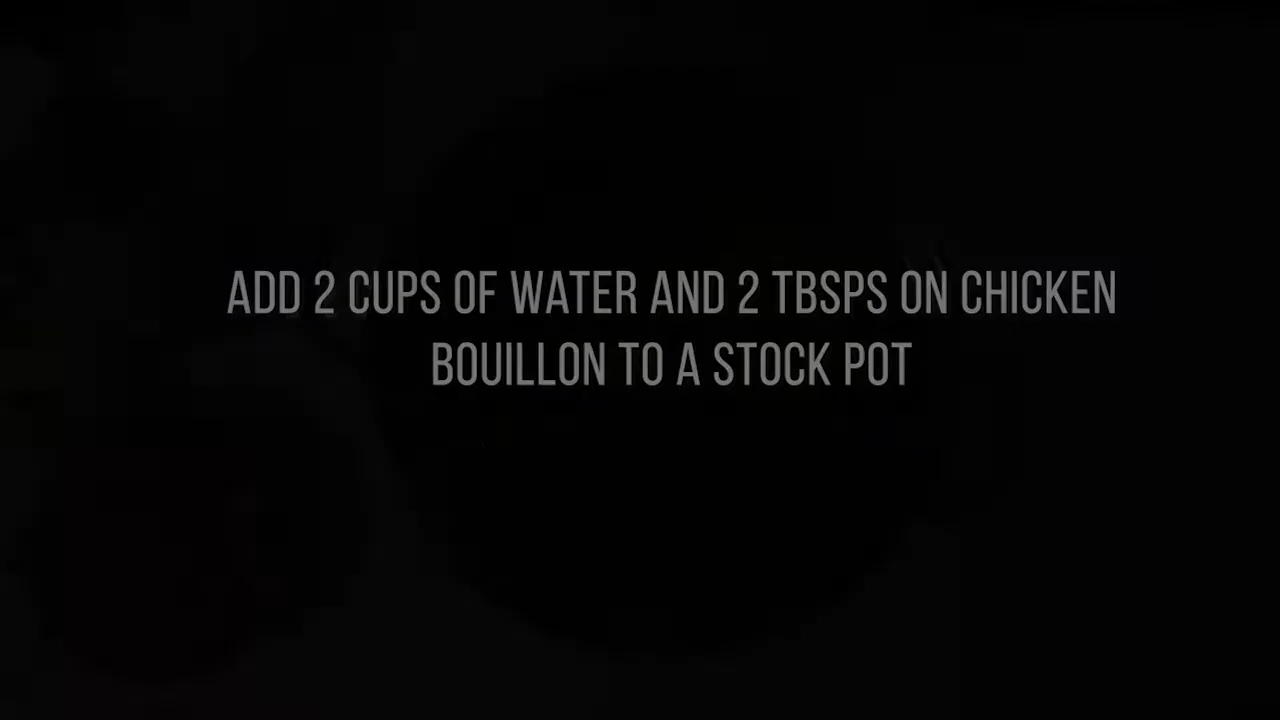 ADD 2 CUPS OF WATER AND 2 TBSPS ON CHICKEN
BOUILLON TO A STOCK POT